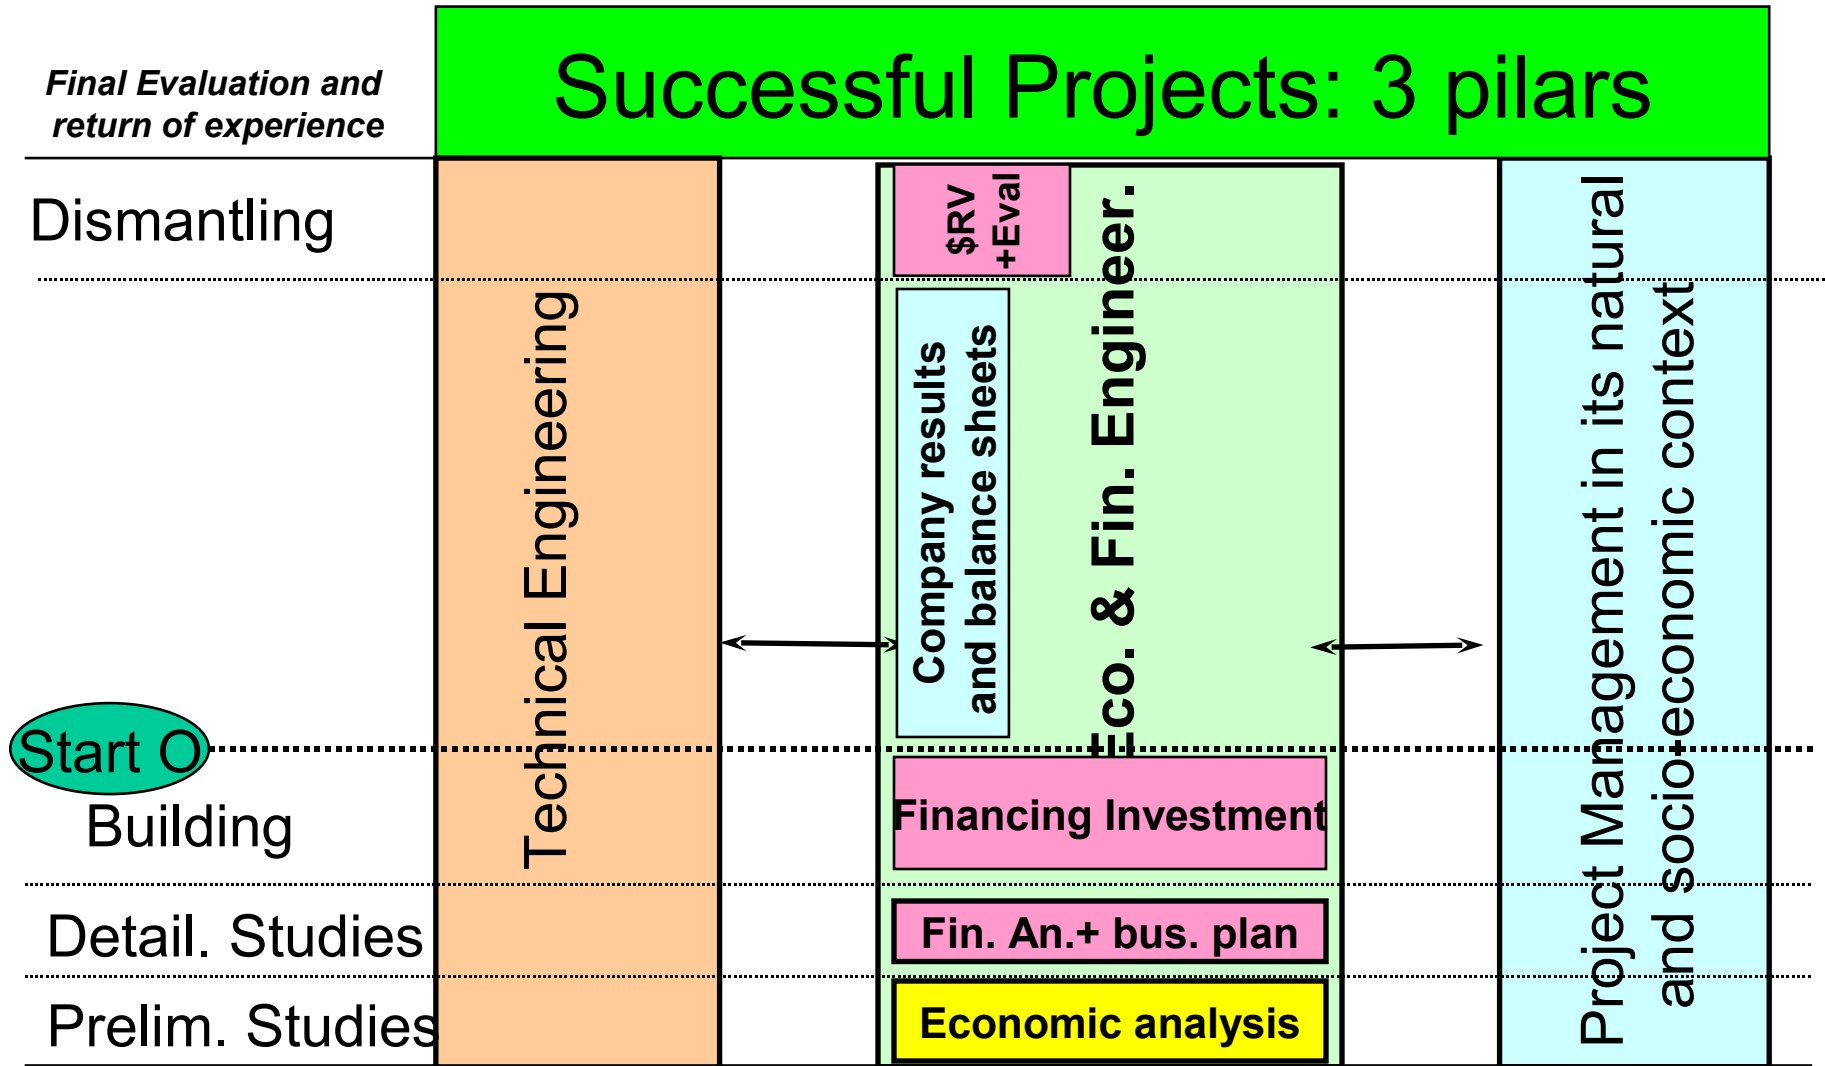 Final Evaluation and
return of experience
Successful Projects: 3 pilars
Dismantling
$RV
+Eval
Technical Engineering
Company results
and balance sheets
Eco. & Fin. Engineer.
Project Management in its natural
and socio-economic context
Start O
Building
Financing Investment
Detail. Studies
Fin. An.+ bus. plan
Prelim. Studies
Economic analysis